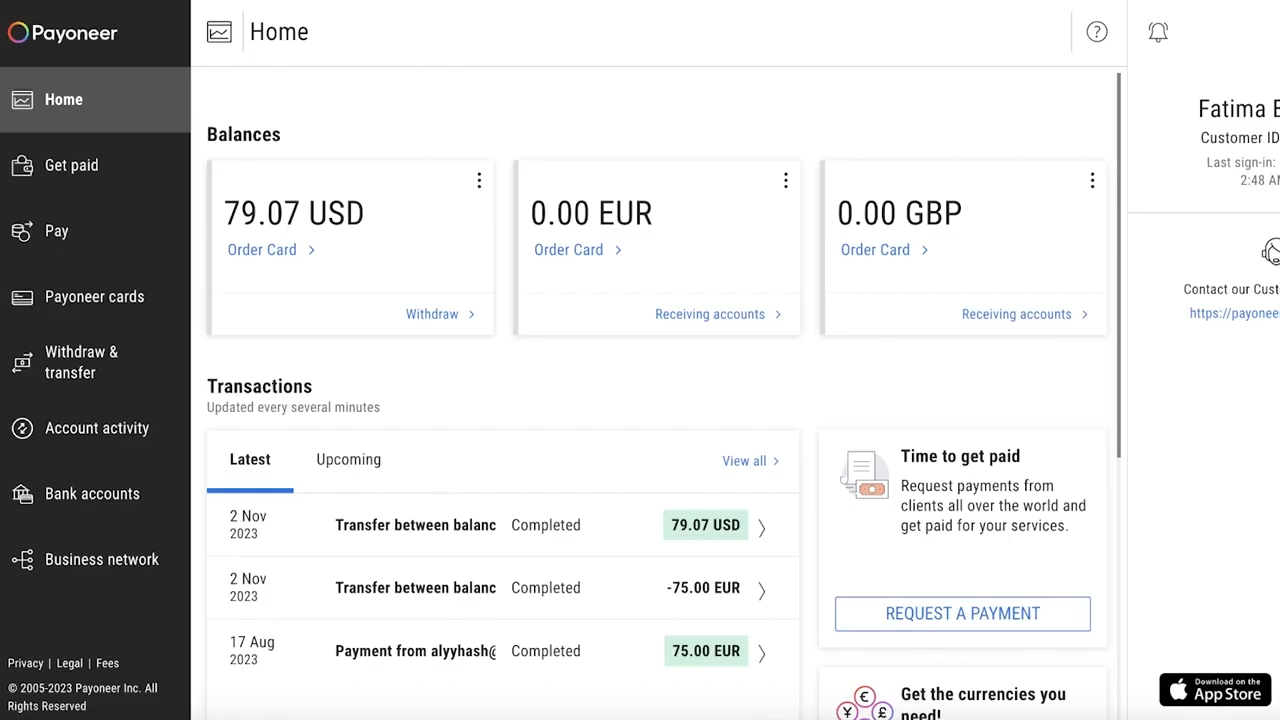 Payoneer
Home
Get paid
Pay
Payoneer cards
Withdraw &
transfer
Account activity
Bank accounts
Business network
Privacy | Legal | Fees
© 2005-2023 Payoneer Inc. All
Rights Reserved
Home
?
Balances
79.07 USD
Order Card
Withdraw
0.00 EUR
Order Card
Receiving accounts
0.00 GBP
Order Card
Receiving accounts
Transactions
Updated every several minutes
Latest
Upcoming
View all
2 Nov
2023
Transfer between balanc
Completed
79.07 USD
2 Nov
2023
Transfer between balanc
Completed
-75.00 EUR
17 Aug
2023
Payment from alyyhash@
Completed
75.00 EUR
Time to get paid
Request payments from
clients all over the world and
get paid for your services.
REQUEST A PAYMENT
€
¥
£
Get the currencies you
need!
Fatima
Customer ID
Last sign-in:
2:48 AM
Contact our Cust
https://payonee
Download on the
App Store